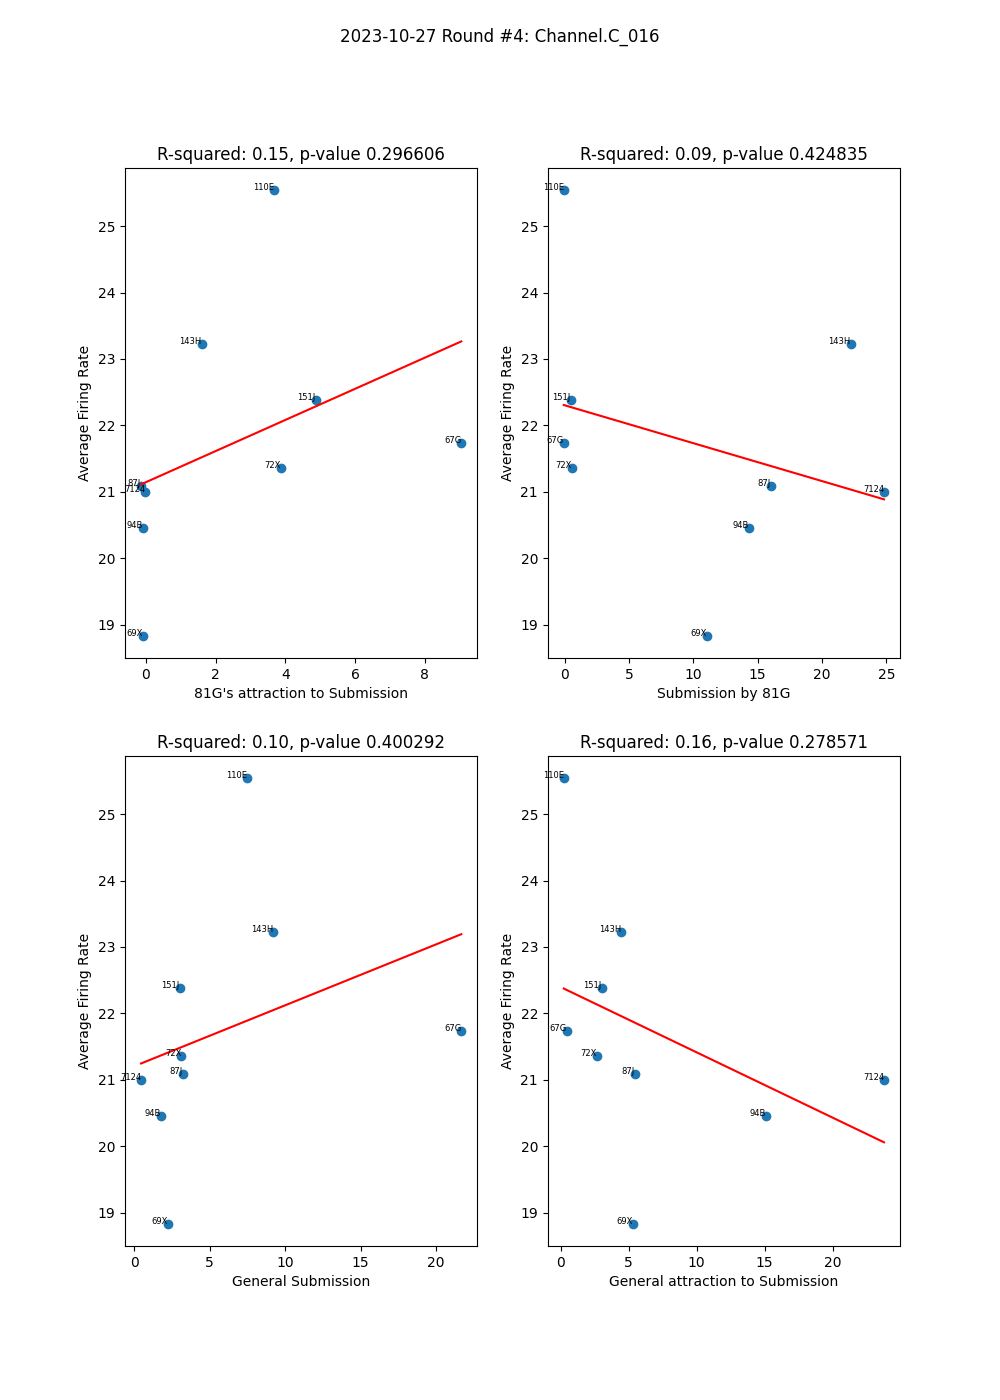 2023-10-27 Round #4: Channel.C_016
R-squared: 0.15, p-value 0.296606
Average Firing Rate
25
24
23
22
21
20
19
110E
143H
151J
67G
72X
87J
7124
94B
69X
0 2 4 6 8
81G's attraction to Submission
R-squared: 0.09, p-value 0.424835
Average Firing Rate
25
24
23
22
21
20
19
110E
143H
151J
67G
72X
87J
7124
94B
69X
0 5 10 15 20 25
Submission by 81G
R-squared: 0.10, p-value 0.400292
Average Firing Rate
25
24
23
22
21
20
19
110E
143H
151J
67G
72X
87J
7124
94B
69X
0 5 10 15 20
General Submission
R-squared: 0.16, p-value 0.278571
Average Firing Rate
25
24
23
22
21
20
19
110E
143H
151J
67G
72X
87J
7124
94B
69X
0 5 10 15 20
General attraction to Submission